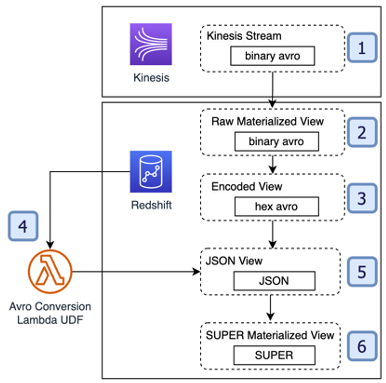 Kinesis Stream
binary avro
1
Kinesis
Raw Materialized View
binary avro
2
Redshift
Encoded View
hex avro
3
4
Avro Conversion
Lambda UDF
JSON View
JSON
5
SUPER Materialized View
SUPER
6